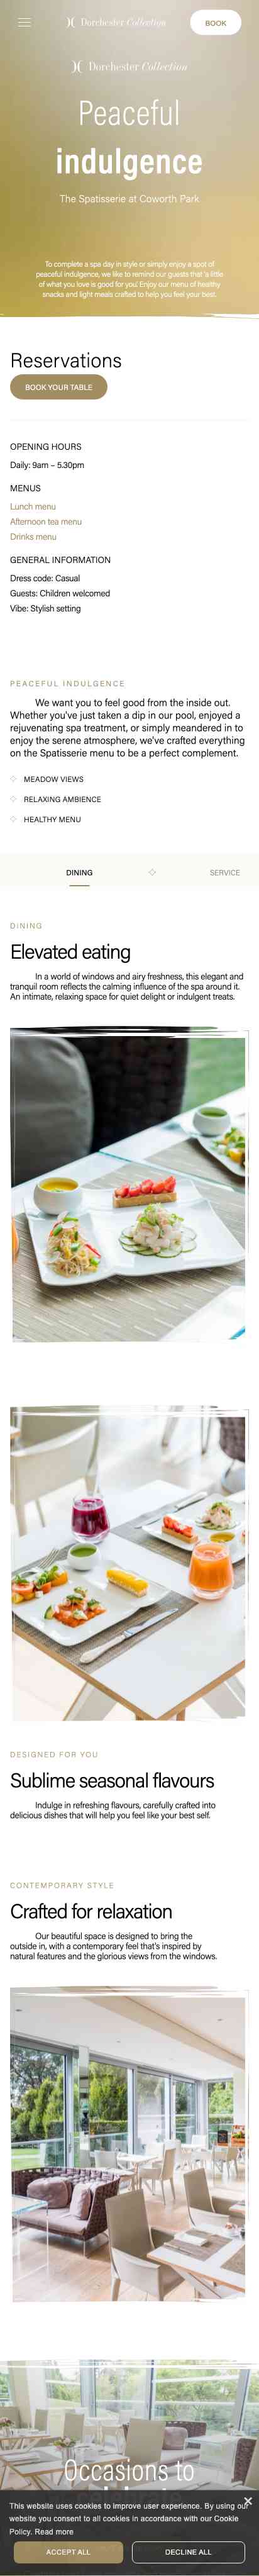 Dorchester Collection
BOOK
Dorchester Collection
Peaceful
indulgence
The Spatisserie at Coworth Park
To complete a spa day in style or simply enjoy a spot of
peaceful indulgence, we like to remind our guests that 'a little
of what you love is good for you'. Enjoy our menu of healthy
snacks and light meals crafted to help you feel your best.
Reservations
BOOK YOUR TABLE
OPENING HOURS
Daily: 9am – 5.30pm
MENUS
Lunch menu
Afternoon tea menu
Drinks menu
GENERAL INFORMATION
Dress code: Casual
Guests: Children welcomed
Vibe: Stylish setting
PEACEFUL INDULGENCE
We want you to feel good from the inside out.
Whether you've just taken a dip in our pool, enjoyed a
rejuvenating spa treatment, or simply meandered in to
enjoy the serene atmosphere, we've crafted everything
on the Spatisserie menu to be a perfect complement.
MEADOW VIEWS
RELAXING AMBIENCE
HEALTHY MENU
DINING
SERVICE
DINING
Elevated eating
In a world of windows and airy freshness, this elegant and
tranquil room reflects the calming influence of the spa around it.
An intimate, relaxing space for quiet delight or indulgent treats.
DESIGNED FOR YOU
Sublime seasonal flavours
Indulge in refreshing flavours, carefully crafted into
delicious dishes that will help you feel like your best self.
CONTEMPORARY STYLE
Crafted for relaxation
Our beautiful space is designed to bring the
outside in, with a contemporary feel that's inspired by
natural features and the glorious views from the windows.
Occasions to
This website uses cookies to improve user experience. By using our
website you consent to all cookies in accordance with our Cookie
Policy. Read more
ACCEPT ALL
DECLINE ALL